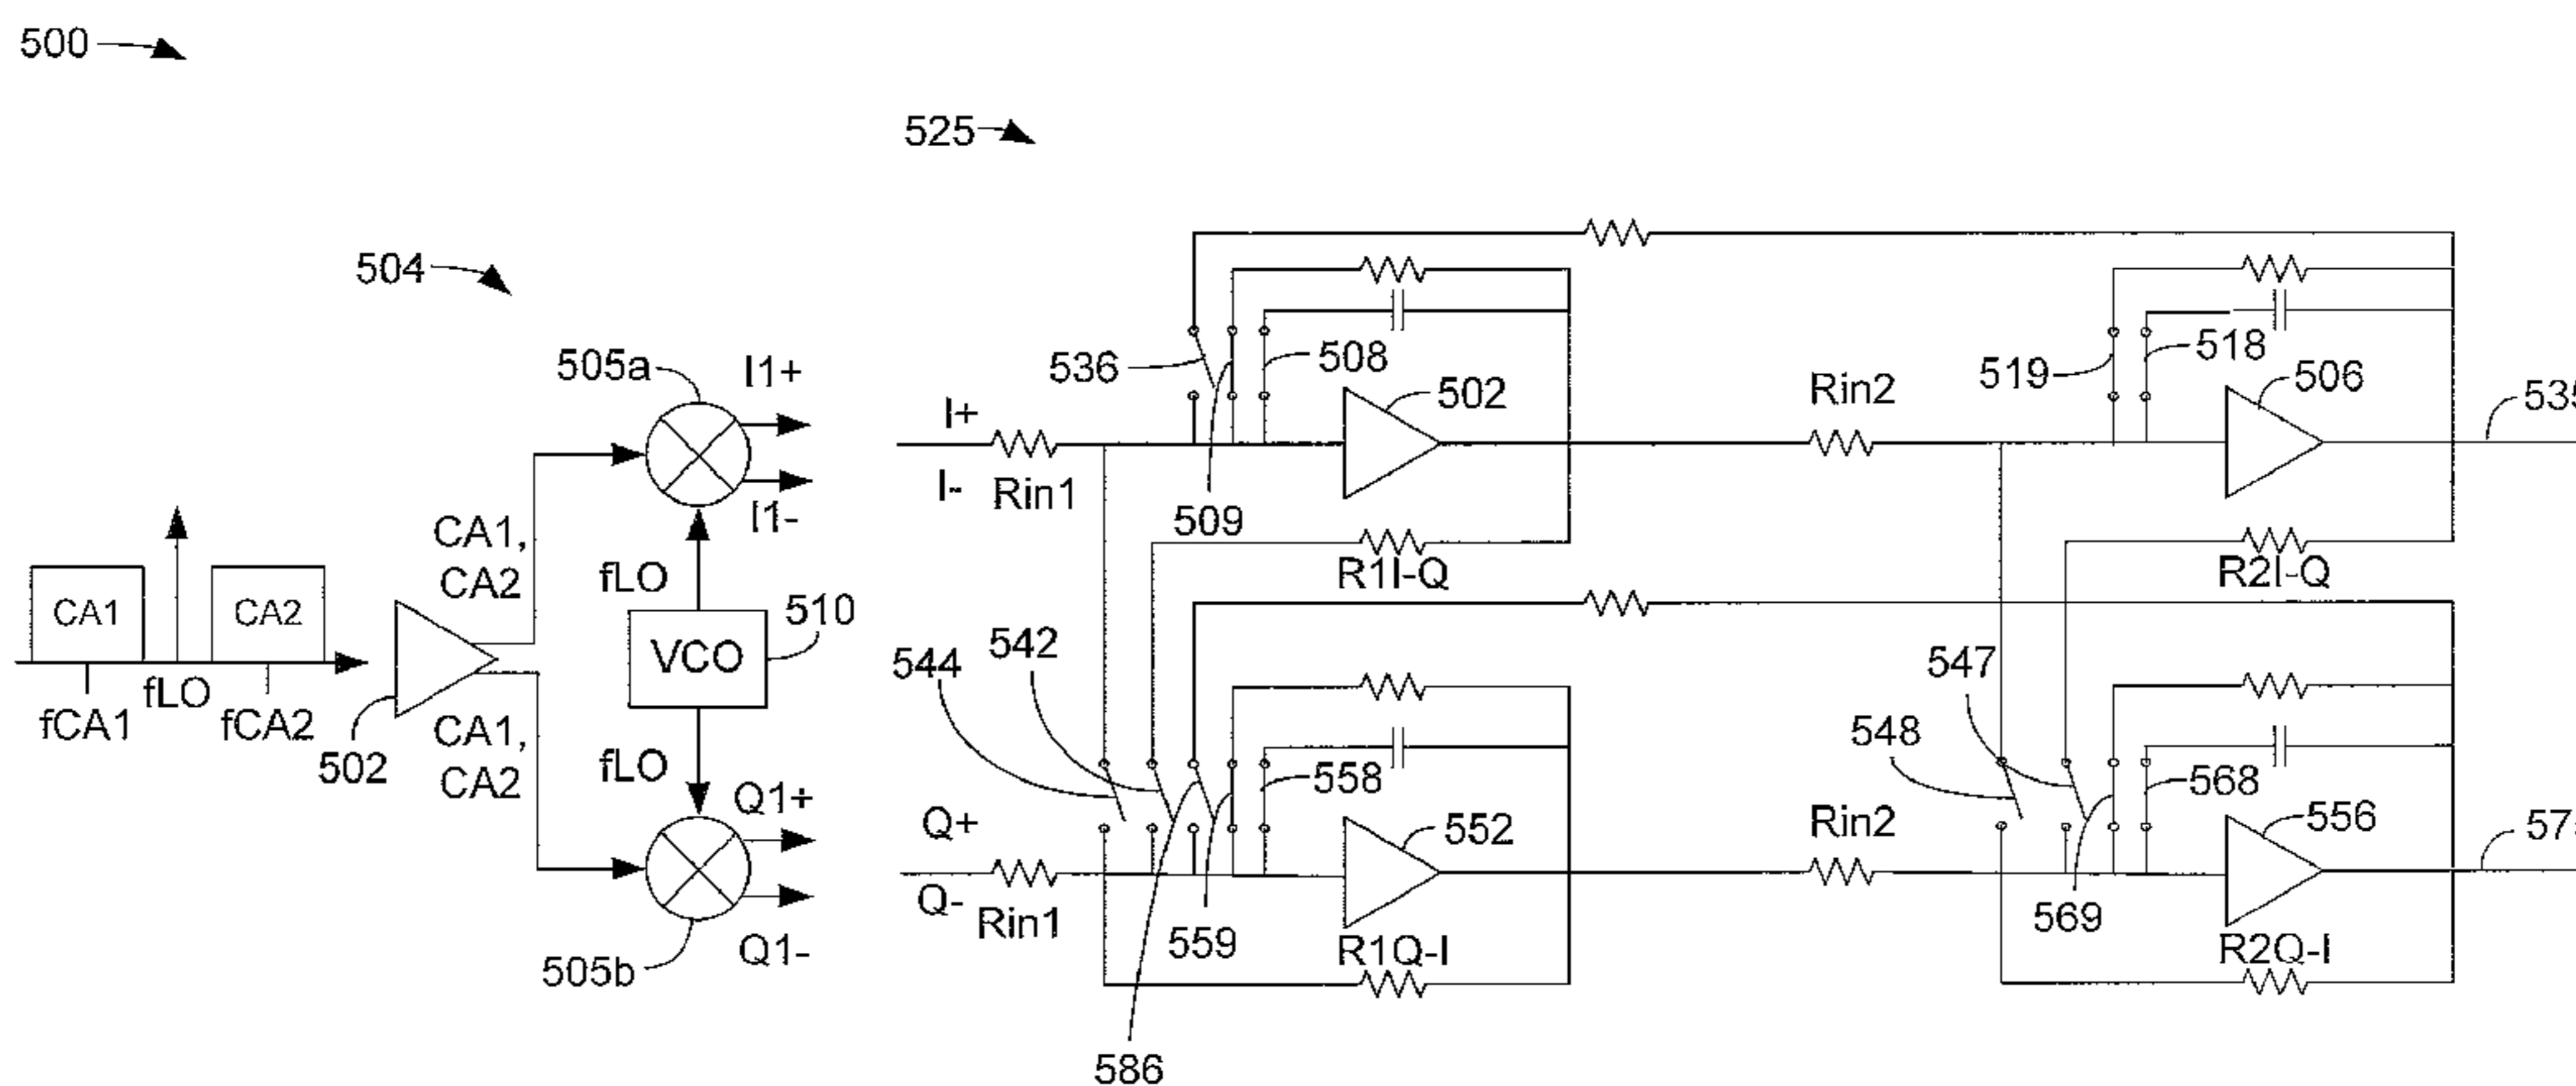 500
525
504
505a
I1+
I1-
536
508
502
509
I+
I-
Rin1
Rin2
519
518
506
CA1
CA2
fCA1
fLO
fCA2
502
CA1,
CA2
CA1,
CA2
fLO
VCO
510
fLO
Q1+
Q1-
505b
R1I-Q
R2I-Q
544
542
558
552
Q+
Q-
Rin1
586
559
R1Q-I
Rin2
548
547
568
556
569
R2Q-I